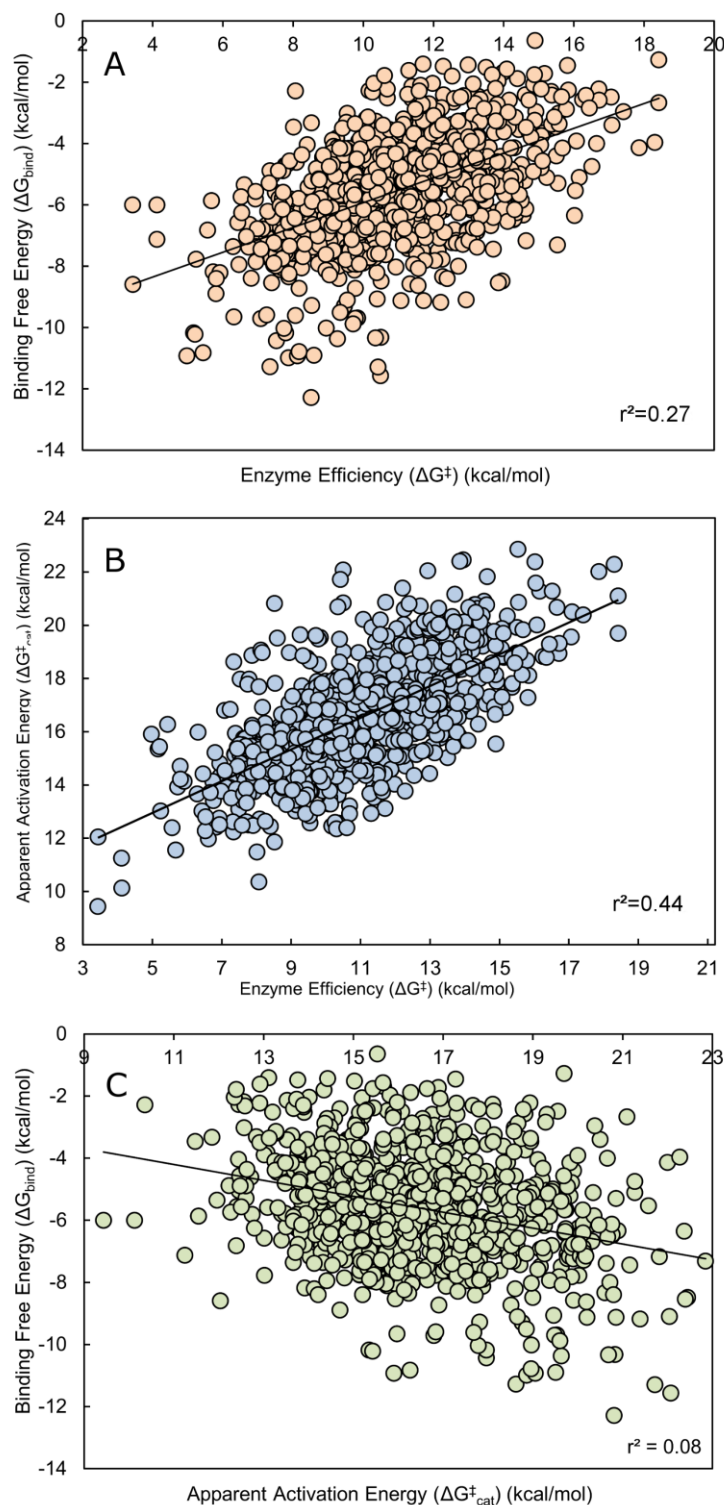 0
2 4 6 8 10 12 14 16 18 20
A
-2
-4
-6
-8
-10
-12
-14
Binding Free Energy (ΔG_bind) (kcal/mol)
r²=0.27
Enzyme Efficiency (ΔG‡) (kcal/mol)
24
22
20
18
16
14
12
10
8
B
Apparent Activation Energy (ΔG‡cat) (kcal/mol)
r²=0.44
3 5 7 9 11 13 15 17 19 21
Enzyme Efficiency (ΔG‡) (kcal/mol)
0
9 11 13 15 17 19 21 23
C
-2
-4
-6
-8
-10
-12
-14
Binding Free Energy (ΔG_bind) (kcal/mol)
r² = 0.08
Apparent Activation Energy (ΔG‡cat) (kcal/mol)